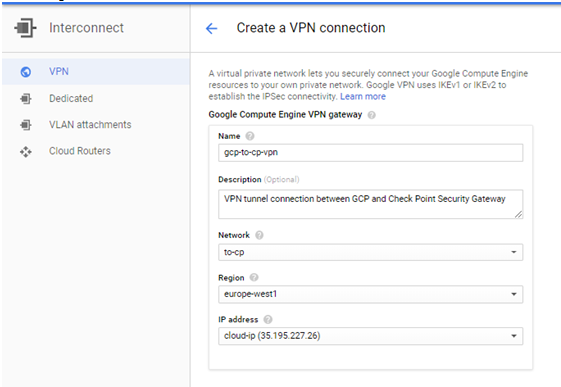 Interconnect
Create a VPN connection
VPN
Dedicated
VLAN attachments
Cloud Routers
A virtual private network lets you securely connect your Google Compute Engine
resources to your own private network. Google VPN uses IKEv1 or IKEv2 to
establish the IPSec connectivity. Learn more
Google Compute Engine VPN gateway
Name
gcp-to-cp-vpn
Description (Optional)
VPN tunnel connection between GCP and Check Point Security Gateway
Network
to-cp
Region
europe-west1
IP address
cloud-ip (35.195.227.26)